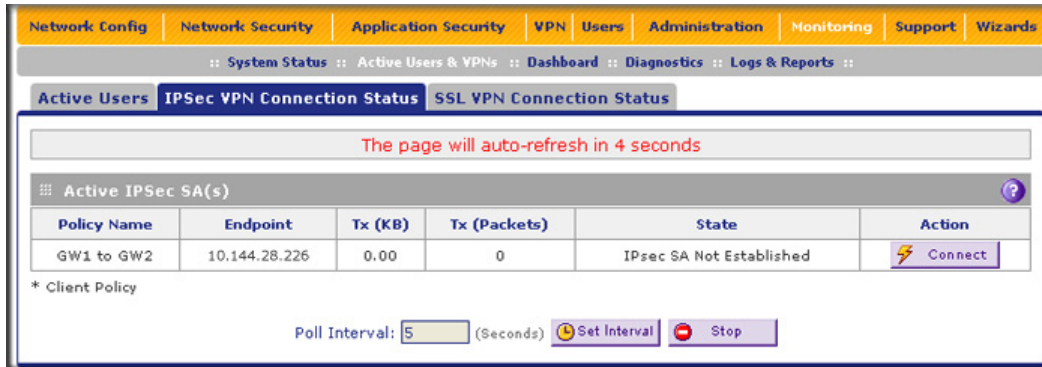 Network Config Network Security Application Security VPN Users Administration Monitoring Support Wizards
:: System Status :: Active Users & VPNs :: Dashboard :: Diagnostics :: Logs & Reports ::
Active Users IPSec VPN Connection Status SSL VPN Connection Status
The page will auto-refresh in 4 seconds
Active IPSec SA(s) ?
Policy Name Endpoint Tx (KB) Tx (Packets) State Action
GW1 to GW2 10.144.28.226 0.00 0 IPsec SA Not Established Connect
* Client Policy
Poll Interval: 5 (Seconds) Set Interval Stop